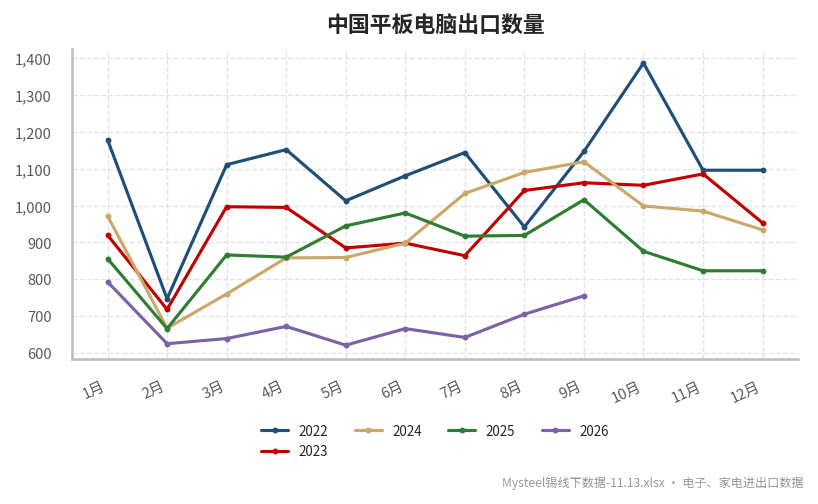 中国平板电脑出口数量
1,400
1,300
1,200
1,100
1,000
900
800
700
600
1月 2月 3月 4月 5月 6月 7月 8月 9月 10月 11月 12月
2022 2024 2025 2026
2023
Mysteel锡线下数据-11.13.xlsx • 电子、家电进出口数据